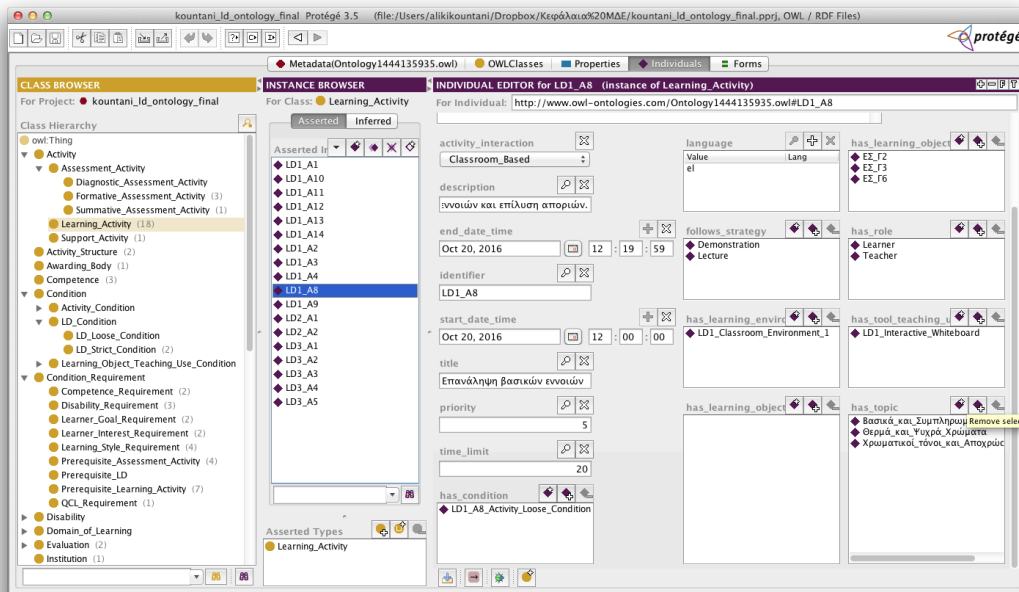 kountani_ld_ontology_final  Protégé 3.5    (file:/Users/alikikountani/Dropbox/Κεφάλαια%20ΜΔΕ/kountani_ld_ontology_final.pprj, OWL / RDF Files)
protégé
Metadata(Ontology1444135935.owl) OWLClasses Properties Individuals Forms
CLASS BROWSER
For Project: kountani_ld_ontology_final
Class Hierarchy
owl:Thing
Activity
Assessment_Activity
Diagnostic_Assessment_Activity
Formative_Assessment_Activity (3)
Summative_Assessment_Activity (1)
Learning_Activity (18)
Support_Activity (1)
Activity_Structure (2)
Awarding_Body (1)
Competence (3)
Condition
Activity_Condition
LD_Condition
LD_Loose_Condition
LD_Strict_Condition (2)
Learning_Object_Teaching_Use_Condition
Condition_Requirement
Competence_Requirement (2)
Disability_Requirement (3)
Learner_Goal_Requirement (2)
Learner_Interest_Requirement (2)
Learning_Style_Requirement (4)
Prerequisite_Assessment_Activity (4)
Prerequisite_LD
Prerequisite_Learning_Activity (7)
QCL_Requirement (1)
Disability
Domain_of_Learning
Evaluation (2)
Institution (1)
INSTANCE BROWSER
For Class: Learning_Activity
Asserted Inferred
Asserted
LD1_A1
LD1_A10
LD1_A11
LD1_A12
LD1_A13
LD1_A14
LD1_A2
LD1_A3
LD1_A4
LD1_A8
LD1_A9
LD2_A1
LD2_A2
LD3_A1
LD3_A2
LD3_A3
LD3_A4
LD3_A5
Asserted Types
Learning_Activity
INDIVIDUAL EDITOR for LD1_A8 (instance of Learning_Activity)
For Individual: http://www.owl-ontologies.com/Ontology1444135935.owl#LD1_A8
activity_interaction
Classroom_Based
description
εννοιών και επίλυση αποριών.
end_date_time
Oct 20, 2016 12 : 19 : 59
identifier
LD1_A8
start_date_time
Oct 20, 2016 12 : 00 : 00
title
Επανάληψη βασικών εννοιών
priority
5
time_limit
20
has_condition
LD1_A8_Activity_Loose_Condition
language
Value Lang
el
follows_strategy
Demonstration
Lecture
has_learning_enviro
LD1_Classroom_Environment_1
has_learning_object
has_learning_object
ΕΣ_Γ2
ΕΣ_Γ3
ΕΣ_Γ6
has_role
Learner
Teacher
has_tool_teaching_u
LD1_Interactive_Whiteboard
has_topic
Remove selec
Βασικά_και_Συμπληρωμ
Θερμά_και_Ψυχρά_Χρώματα
Χρωματικοί_τόνοι_και_Αποχρώσ